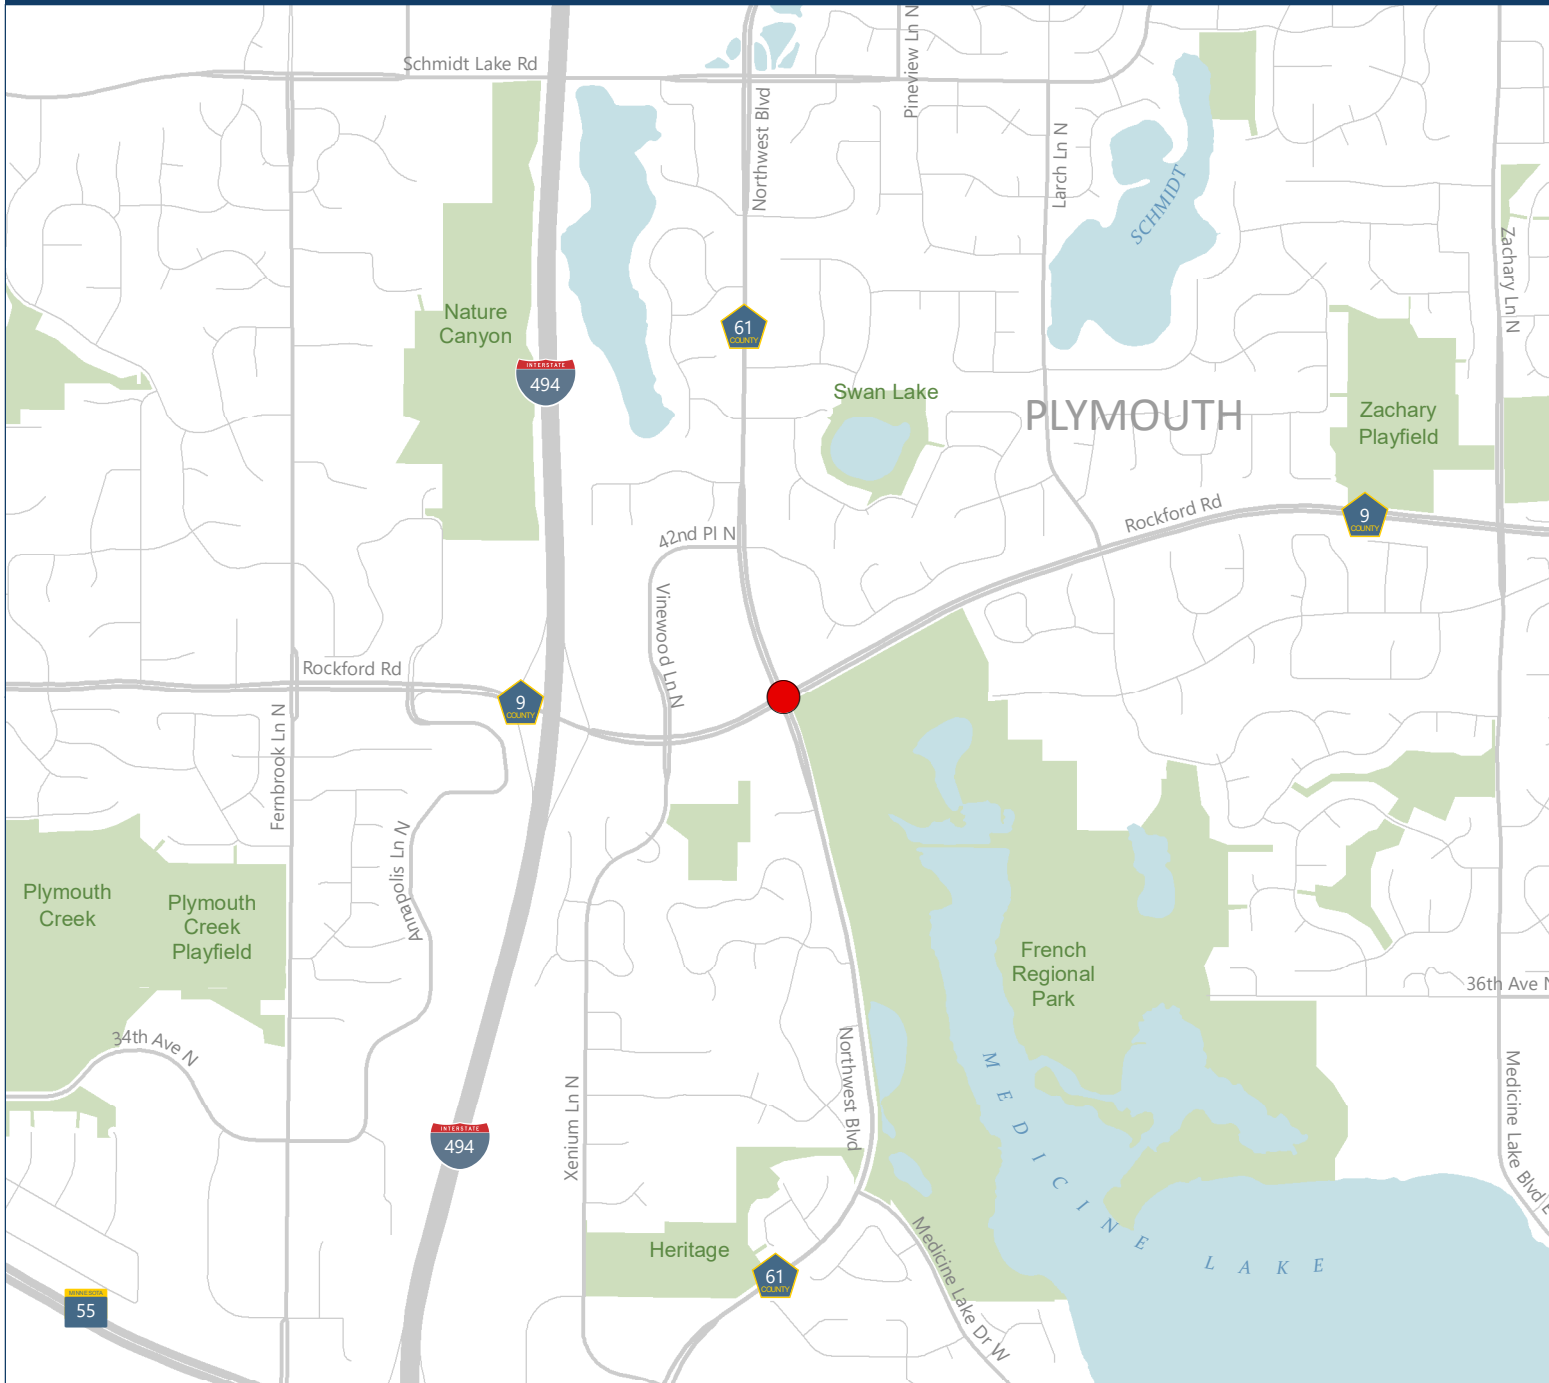 Schmidt Lake Rd
Northwest Blvd
Pineview Ln N
Larch Ln N
SCHMIDT
Zachary Ln N
Nature
Canyon
INTERSTATE
494
61
COUNTY
Swan Lake
PLYMOUTH
Zachary
Playfield
9
COUNTY
Rockford Rd
42nd Pl N
Vinewood Ln N
Rockford Rd
9
COUNTY
Fernbrook Ln N
Annapolis Ln N
Plymouth
Creek
Plymouth
Creek
Playfield
French
Regional
Park
36th Ave N
34th Ave N
Xenium Ln N
Northwest Blvd
MEDICINE LAKE
Medicine Lake Blvd E
INTERSTATE
494
Heritage
61
COUNTY
Medicine Lake Dr W
MINNESOTA
55